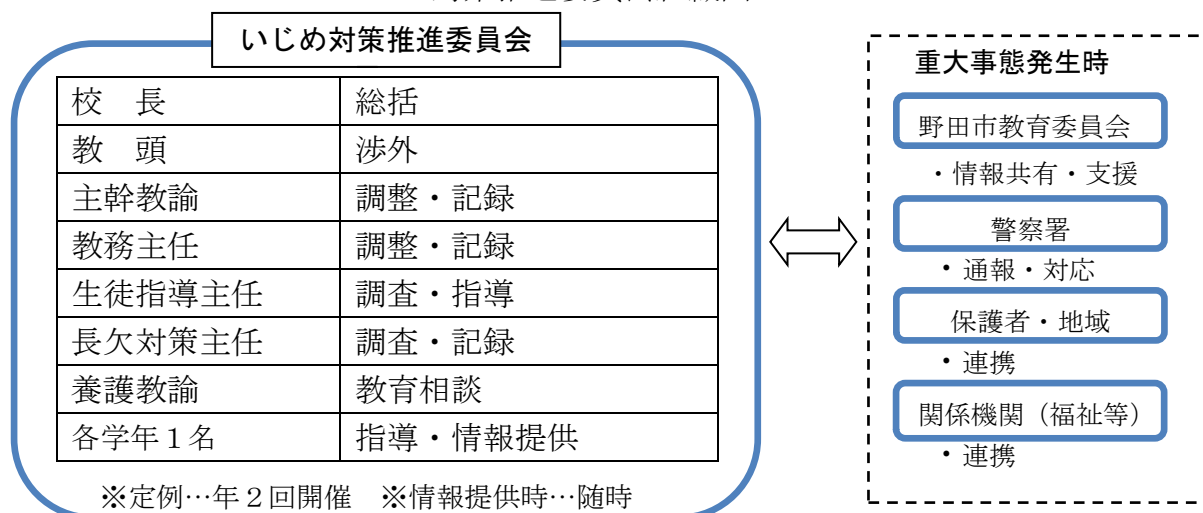 いじめ対策推進委員会
校　長 総括
教　頭 渉外
主幹教諭 調整・記録
教務主任 調整・記録
生徒指導主任 調査・指導
長欠対策主任 調査・記録
養護教諭 教育相談
各学年１名 指導・情報提供
※定例…年２回開催　※情報提供時…随時
重大事態発生時
野田市教育委員会
・情報共有・支援
警察署
・通報・対応
保護者・地域
・連携
関係機関（福祉等）
・連携